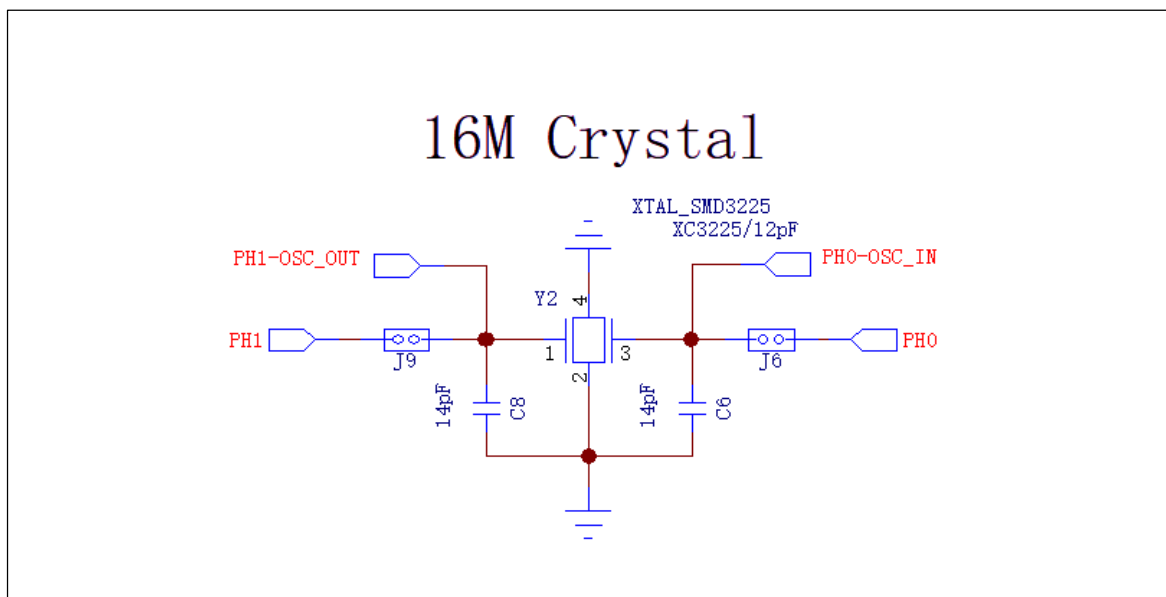 16M Crystal
XTAL_SMD3225
XC3225/12pF
PH1-OSC_OUT
PH0-OSC_IN
Y2
4
PH1
J9
1
3
J6
PH0
2
14pF
C8
14pF
C6